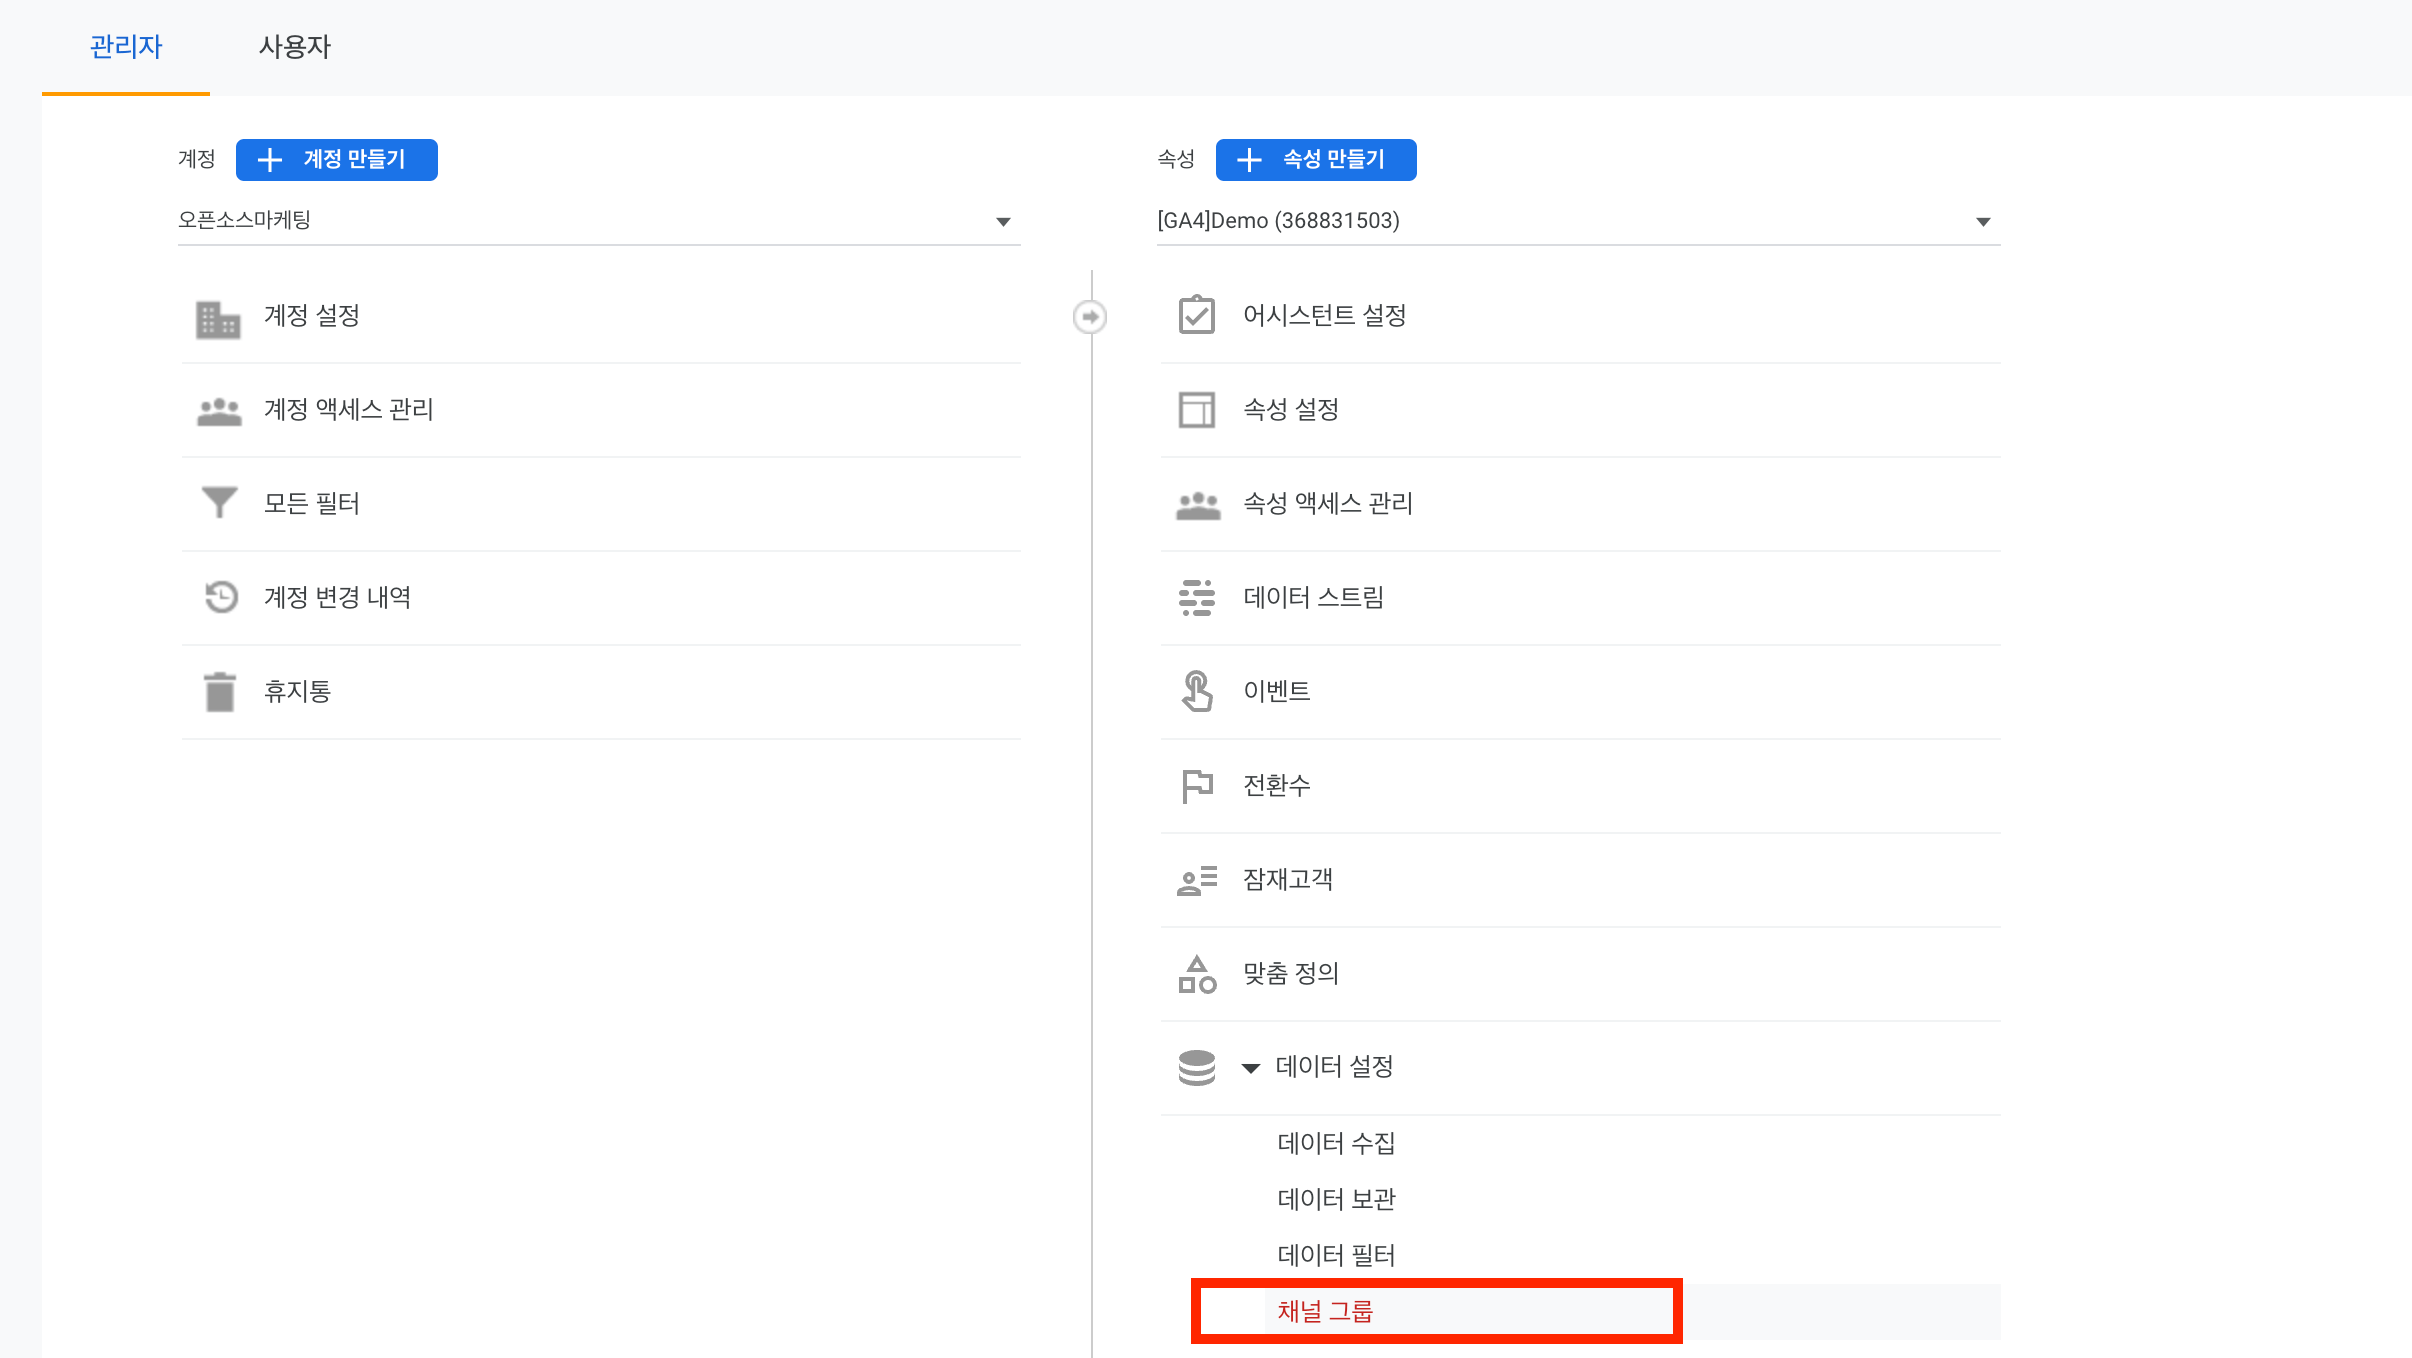 관리자
사용자
계정
계정 만들기
속성
속성 만들기
오픈소스마케팅
[GA4]Demo (368831503)
계정 설정
계정 액세스 관리
모든 필터
계정 변경 내역
휴지통
어시스턴트 설정
속성 설정
속성 액세스 관리
데이터 스트림
이벤트
전환수
잠재고객
맞춤 정의
데이터 설정
데이터 수집
데이터 보관
데이터 필터
채널 그룹